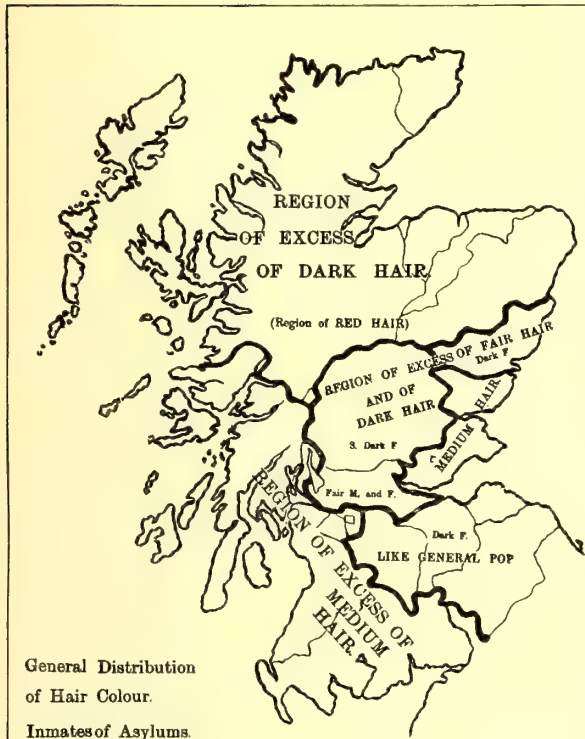 REGION
OF EXCESS
OF DARK HAIR.
(Region of RED HAIR)
REGION OF EXCESS OF FAIR HAIR
Dark F
AND OF
DARK HAIR
S. Dark F
MEDIUM HAIR
Fair M. and F.
Dark F.
LIKE GENERAL POP
REGION OF EXCESS OF
MEDIUM
HAIR.
General Distribution
of Hair Colour.
Inmates of Asylums.